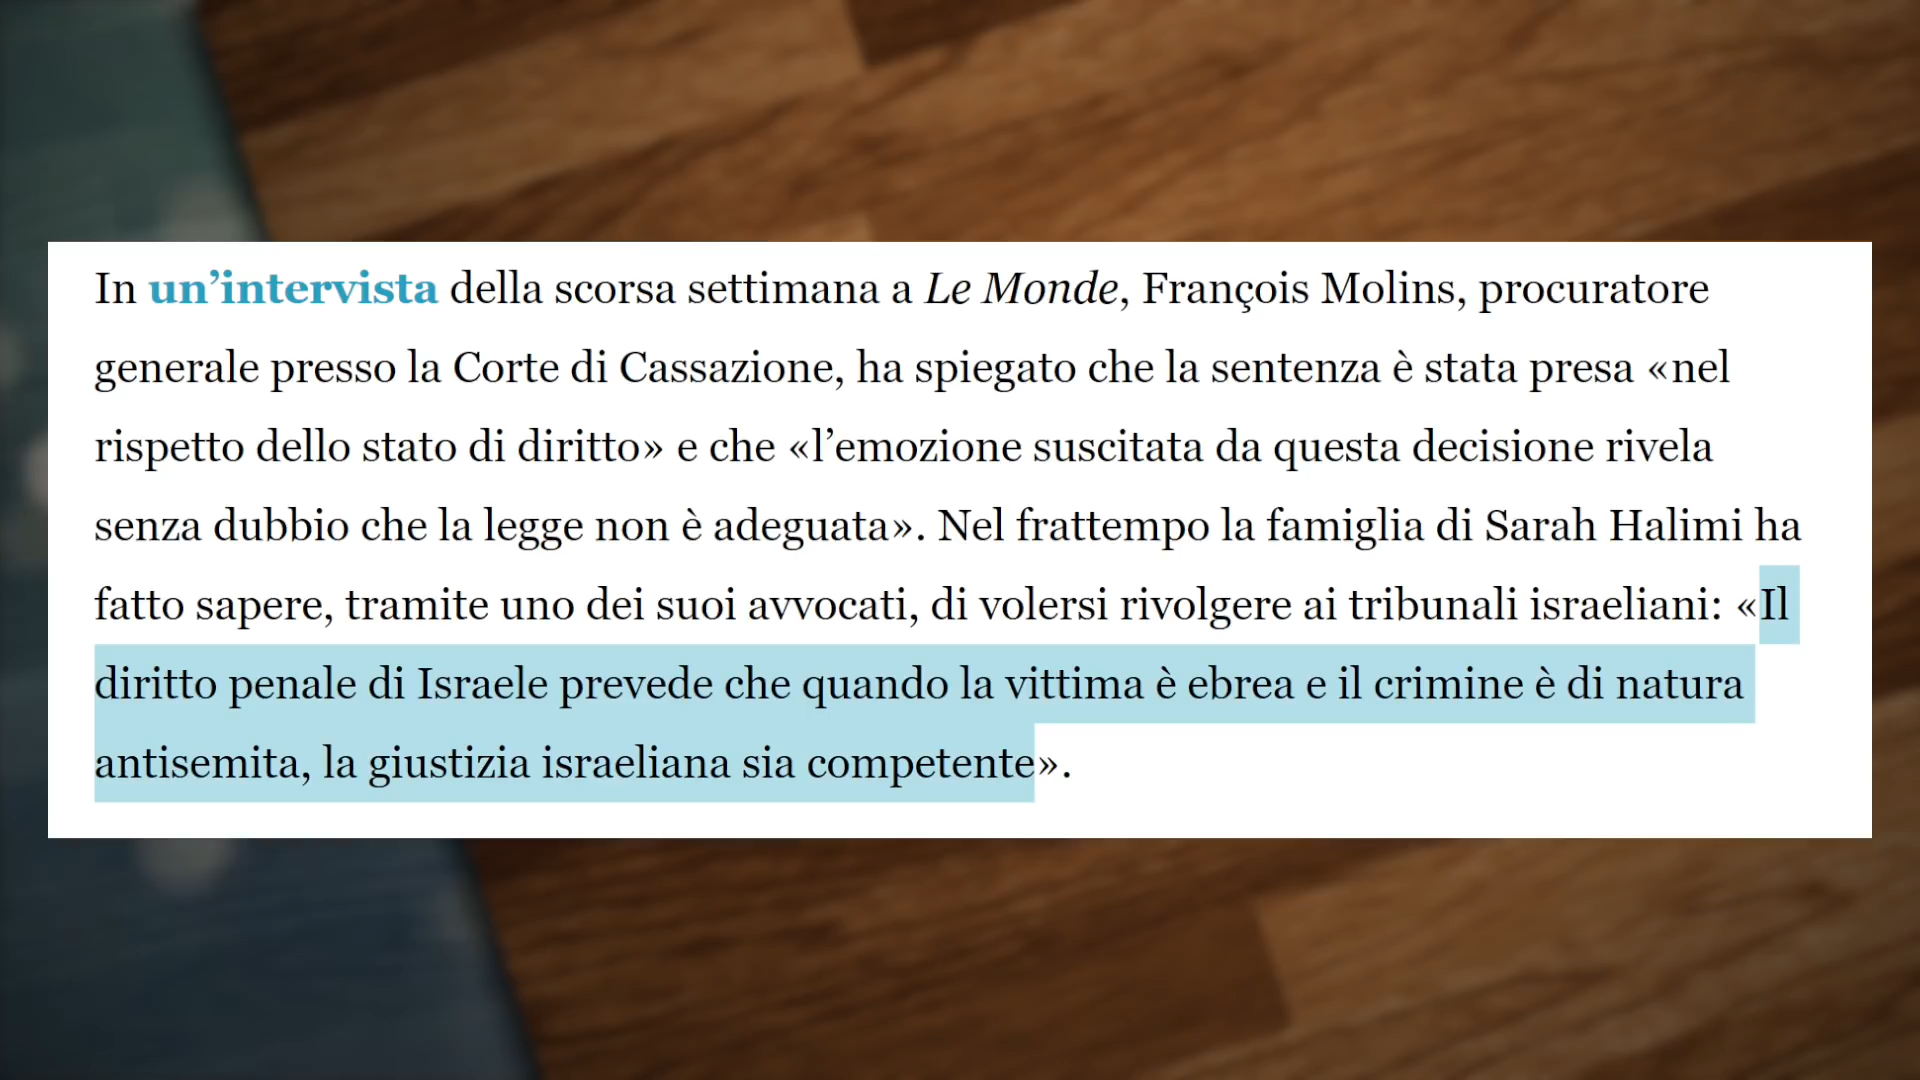 In un’intervista della scorsa settimana a Le Monde, François Molins, procuratore
generale presso la Corte di Cassazione, ha spiegato che la sentenza è stata presa «nel
rispetto dello stato di diritto» e che «l’emozione suscitata da questa decisione rivela
senza dubbio che la legge non è adeguata». Nel frattempo la famiglia di Sarah Halimi ha
fatto sapere, tramite uno dei suoi avvocati, di volersi rivolgere ai tribunali israeliani: «Il
diritto penale di Israele prevede che quando la vittima è ebrea e il crimine è di natura
antisemita, la giustizia israeliana sia competente».